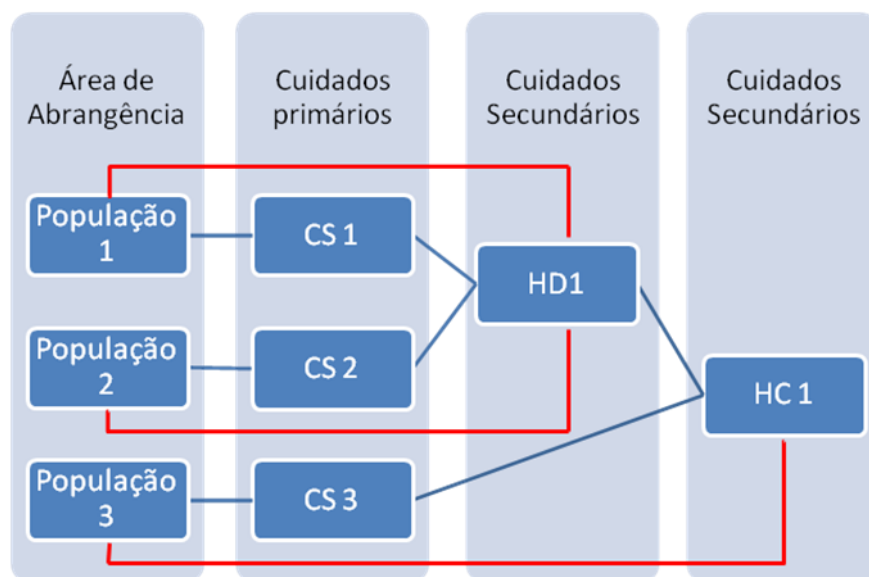 Área de
Abrangência
Cuidados
primários
Cuidados
Secundários
Cuidados
Secundários
População
1
CS 1
HD1
População
2
CS 2
HC 1
População
3
CS 3